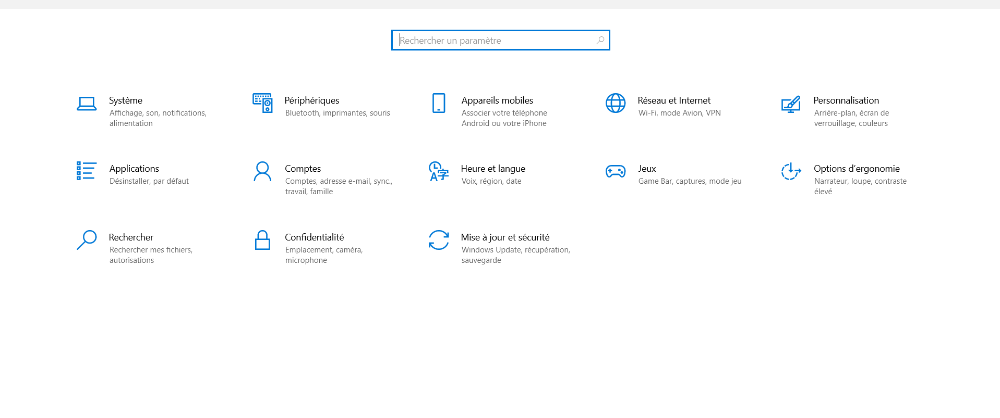 Rechercher un paramètre
Système
Affichage, son, notifications,
alimentation
Périphériques
Bluetooth, imprimantes, souris
Appareils mobiles
Associer votre téléphone
Android ou votre iPhone
Réseau et Internet
Wi-Fi, mode Avion, VPN
Personnalisation
Arrière-plan, écran de
verrouillage, couleurs
Applications
Désinstaller, par défaut
Comptes
Comptes, adresse e-mail, sync.,
travail, famille
Heure et langue
Voix, région, date
Jeux
Game Bar, captures, mode jeu
Options d’ergonomie
Narrateur, loupe, contraste
élevé
Rechercher
Rechercher mes fichiers,
autorisations
Confidentialité
Emplacement, caméra,
microphone
Mise à jour et sécurité
Windows Update, récupération,
sauvegarde